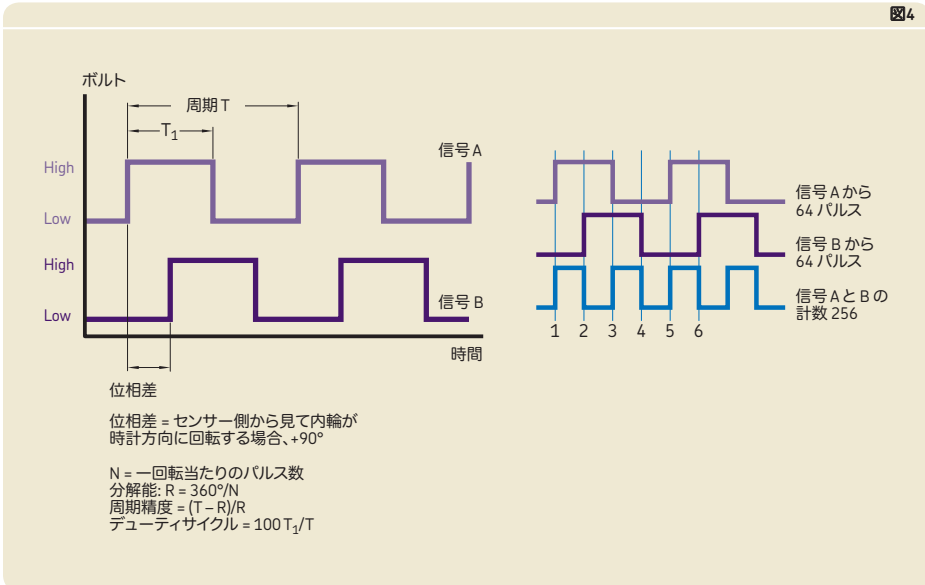 図4
ボルト
周期 T
T₁
信号 A
High
Low
High
Low
信号 B
時間
位相差
位相差 = センサー側から見て内輪が
時計方向に回転する場合、+90°
N = 一回転当たりのパルス数
分解能: R = 360°/N
周期精度 = (T – R)/R
デューティサイクル = 100 T₁/T
信号 A から
64 パルス
信号 B から
64 パルス
信号 A と B の
計数 256
1 2 3 4 5 6